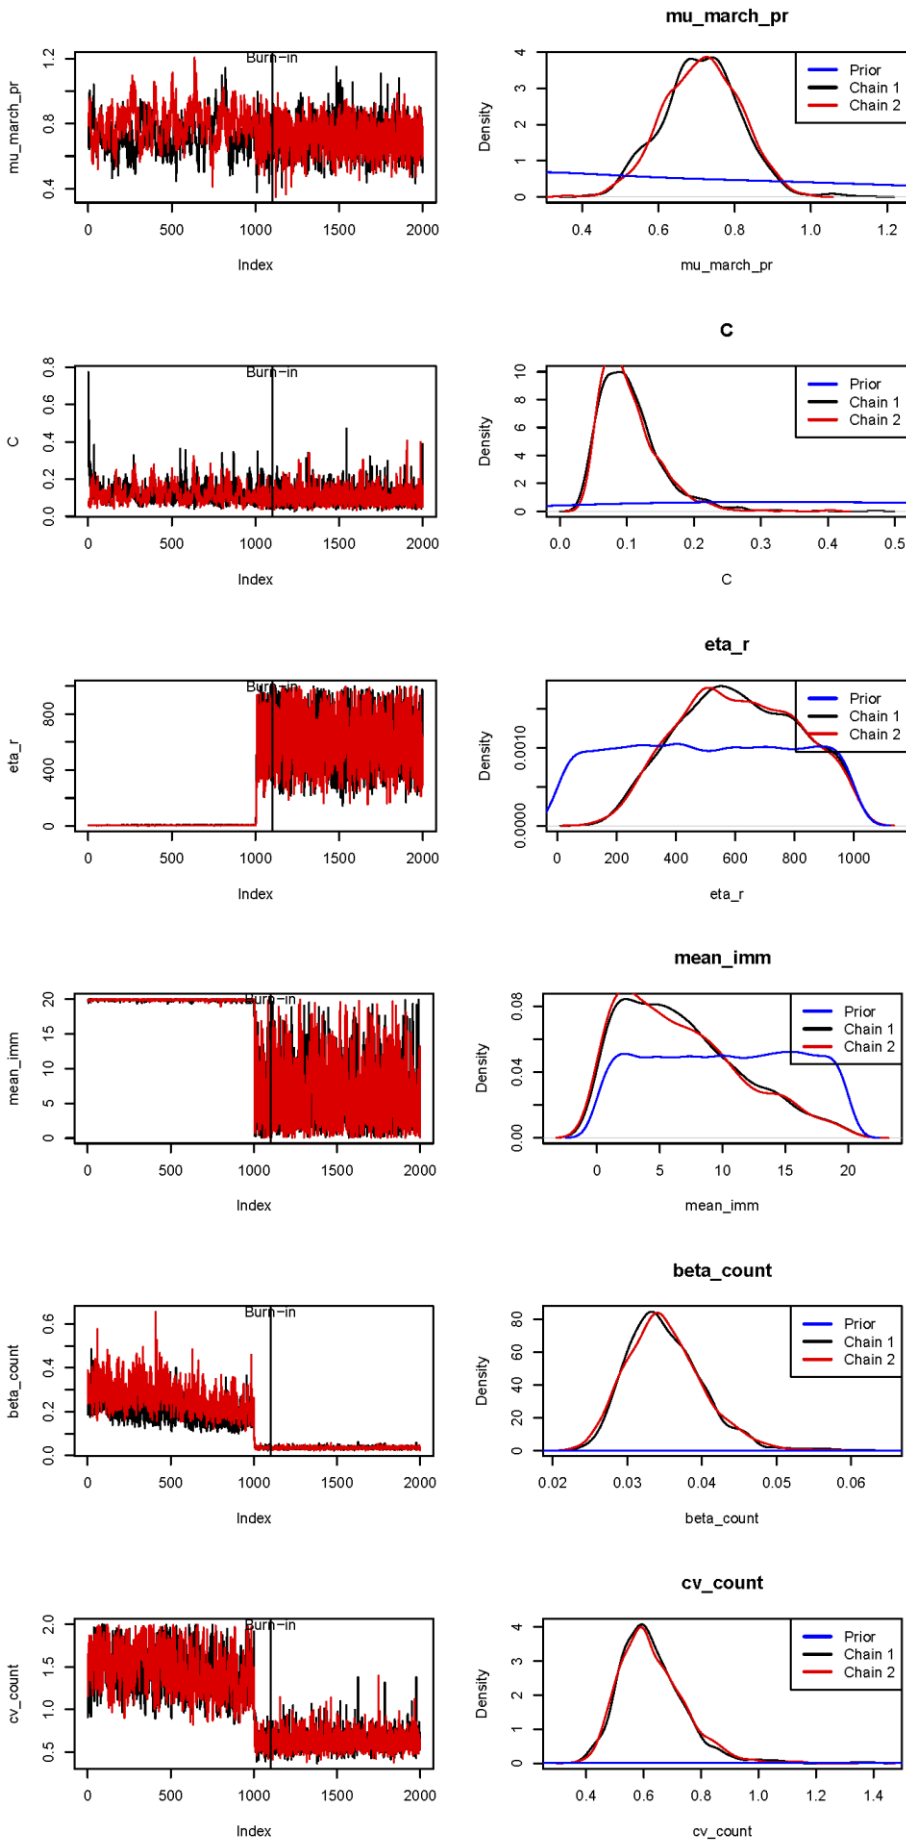 mu_march_pr
Burn-in
mu_march_pr
0.4 0.8 1.2
0 500 1000 1500 2000
Index
Density
0 1 2 3 4
Prior
Chain 1
Chain 2
0.4 0.6 0.8 1.0 1.2
mu_march_pr
C
Burn-in
C
0.0 0.2 0.4 0.6 0.8
0 500 1000 1500 2000
Index
Density
0 2 4 6 8 10
Prior
Chain 1
Chain 2
0.0 0.1 0.2 0.3 0.4 0.5
C
eta_r
Burn-in
eta_r
0 400 800
0 500 1000 1500 2000
Index
Density
0.0000 0.0010
Prior
Chain 1
Chain 2
0 200 400 600 800 1000
eta_r
mean_imm
Burn-in
mean_imm
0 5 10 15 20
0 500 1000 1500 2000
Index
Density
0.00 0.04 0.08
Prior
Chain 1
Chain 2
0 5 10 15 20
mean_imm
beta_count
Burn-in
beta_count
0.0 0.2 0.4 0.6
0 500 1000 1500 2000
Index
Density
0 20 40 60 80
Prior
Chain 1
Chain 2
0.02 0.03 0.04 0.05 0.06
beta_count
cv_count
Burn-in
cv_count
0.5 1.0 1.5 2.0
0 500 1000 1500 2000
Index
Density
0 1 2 3 4
Prior
Chain 1
Chain 2
0.4 0.6 0.8 1.0 1.2 1.4
cv_count